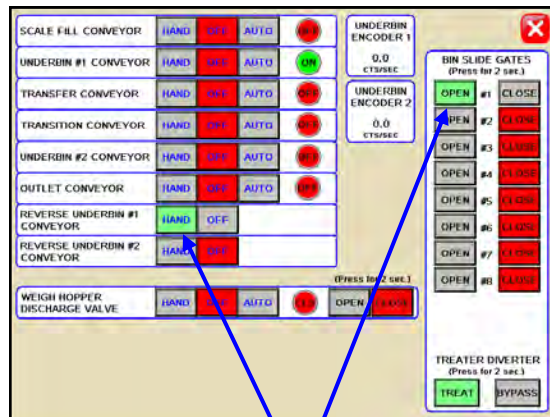 SCALE FILL CONVEYOR HAND OFF AUTO OFF
UNDERBIN #1 CONVEYOR HAND OFF AUTO ON
TRANSFER CONVEYOR HAND OFF AUTO OFF
TRANSITION CONVEYOR HAND OFF AUTO OFF
UNDERBIN #2 CONVEYOR HAND OFF AUTO OFF
OUTLET CONVEYOR HAND OFF AUTO OFF
REVERSE UNDERBIN #1
CONVEYOR HAND OFF
REVERSE UNDERBIN #2
CONVEYOR HAND OFF
(Press for 2 sec.)
WEIGH HOPPER
DISCHARGE VALVE HAND OFF AUTO OPEN CLOSE
UNDERBIN
ENCODER 1
0.0
CTS/SEC
UNDERBIN
ENCODER 2
0.0
CTS/SEC
X
BIN SLIDE GATES
(Press for 2 sec.)
OPEN #1 CLOSE
OPEN #2 CLOSE
OPEN #3 CLOSE
OPEN #4 CLOSE
OPEN #5 CLOSE
OPEN #6 CLOSE
OPEN #7 CLOSE
OPEN #8 CLOSE
TREATER DIVERTER
(Press for 2 sec.)
TREAT BYPASS